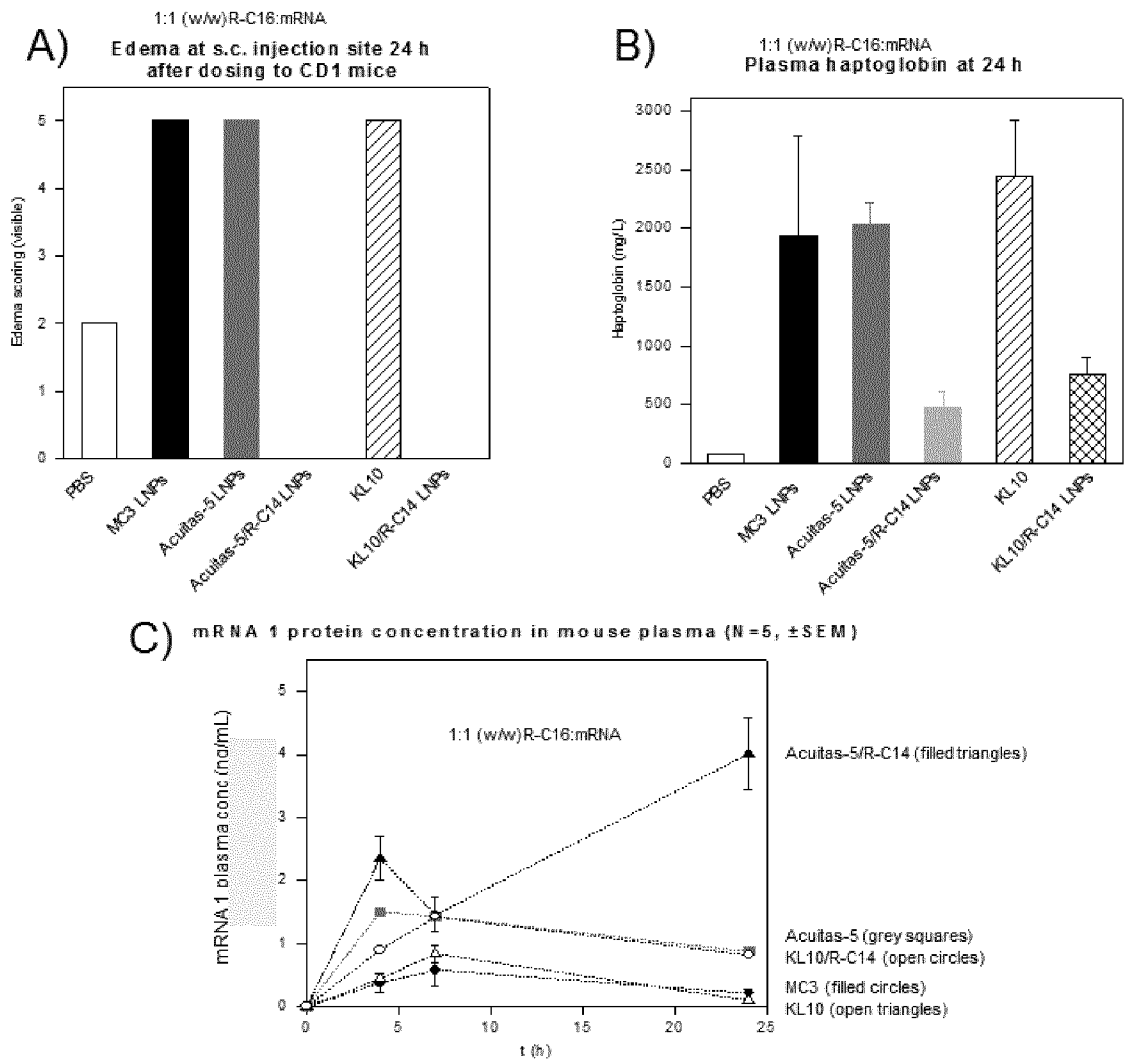 1:1 (w/w)R-C16:mRNA
A)
Edema at s.c. injection site 24 h
after dosing to CD1 mice
Edema scoring (visible)
5
5
3
2
1
0
PBS
MC3 LNPs
Acuitas-5 LNPs
Acuitas-5/R-C14 LNPs
KL10
KL10/R-C14 LNPs
B)
1:1 (w/w)R-C16:mRNA
Plasma haptoglobin at 24 h
Haptoglobin (mg/L)
3000
2500
2000
1500
1000
500
0
PBS
MC3 LNPs
Acuitas-5 LNPs
Acuitas-5/R-C14 LNPs
KL10
KL10/R-C14 LNPs
C)
mRNA 1 protein concentration in mouse plasma (N=5, ±SEM)
mRNA 1 plasma conc (ng/mL)
5
4
3
2
1
0
1:1 (w/w)R-C16:mRNA
0
5
10
15
20
25
t (h)
Acuitas-5/R-C14 (filled triangles)
Acuitas-5 (grey squares)
KL10/R-C14 (open circles)
MC3 (filled circles)
KL10 (open triangles)